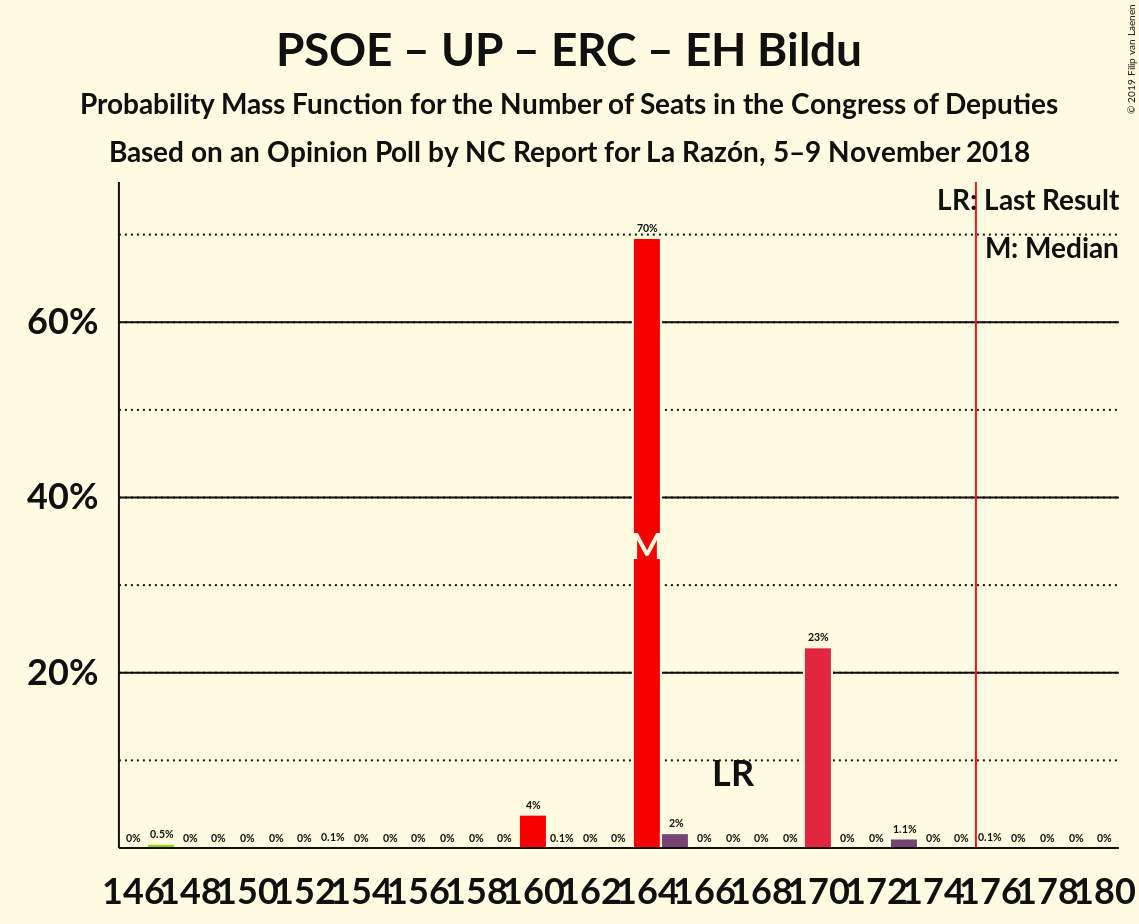 PSOE – UP – ERC – EH Bildu
Probability Mass Function for the Number of Seats in the Congress of Deputies
Based on an Opinion Poll by NC Report for La Razón, 5–9 November 2018
© 2019 Filip van Laenen
LR: Last Result
M: Median
70%
60%
40%
M
23%
20%
LR
0% 0.5% 0% 0% 0% 0% 0% 0.1% 0% 0% 0% 0% 0% 0% 4% 0.1% 0% 0% 2% 0% 0% 0% 0% 0% 0% 1.1% 0% 0% 0.1% 0% 0% 0% 0%
146 148 150 152 154 156 158 160 162 164 166 168 170 172 174 176 178 180